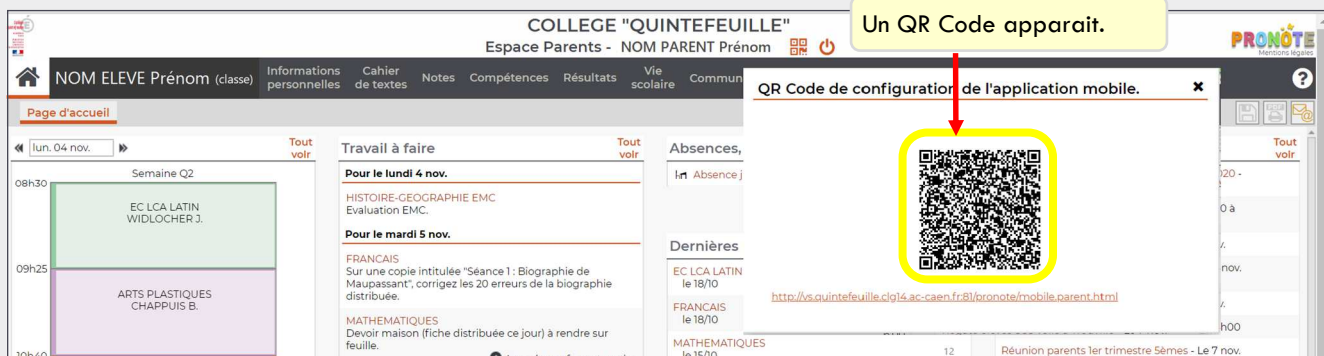 COLLEGE "QUINTEFEUILLE"
Un QR Code apparait.
Espace Parents - NOM PARENT Prénom
PRONOTE
Mentions légales
NOM ELEVE Prénom (classe)
Informations personnelles
Cahier de textes
Notes
Compétences
Résultats
Vie scolaire
Commun
?
QR Code de configuration de l'application mobile.
Page d'accueil
lun. 04 nov.
Tout voir
Semaine Q2
08h30
EC LCA LATIN
WIDLOCHER J.
09h25
ARTS PLASTIQUES
CHAPPUIS B.
10h40
Travail à faire
Tout voir
Pour le lundi 4 nov.
HISTOIRE-GEOGRAPHIE EMC
Evaluation EMC.
Pour le mardi 5 nov.
FRANCAIS
Sur une copie intitulée "Séance 1 : Biographie de
Maupassant", corrigez les 20 erreurs de la biographie
distribuée.
MATHEMATIQUES
Devoir maison (fiche distribuée ce jour) à rendre sur
feuille.
Absences,
Absence j
Dernières
EC LCA LATIN
le 18/10
FRANCAIS
le 18/10
MATHEMATIQUES
le 15/10
12
http://vs.quintefeuille.clg14.ac-caen.fr:81/pronote/mobile.parent.html
Tout voir
020 -
0 à
nov.
h00
Réunion parents 1er trimestre 5èmes - Le 7 nov.